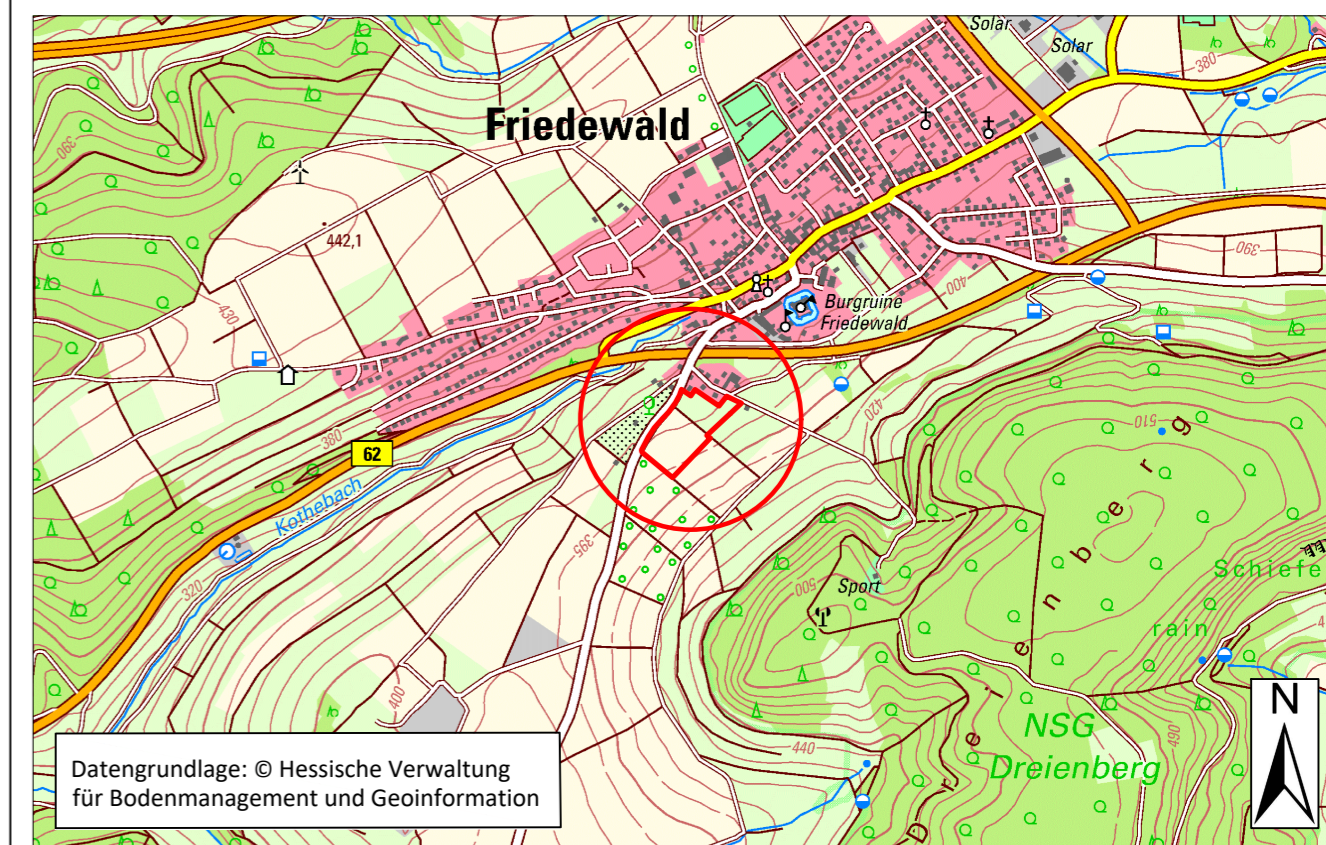 Solar
Solar
380
Friedewald
390
442,1
390
400
Burgruine
Friedewald
430
420
510
380
62
Kothebach
395
500
Sport
Schiefe
rain
320
400
Dreienberg
NSG
Dreienberg
440
490
N
Datengrundlage: © Hessische Verwaltung
für Bodenmanagement und Geoinformation